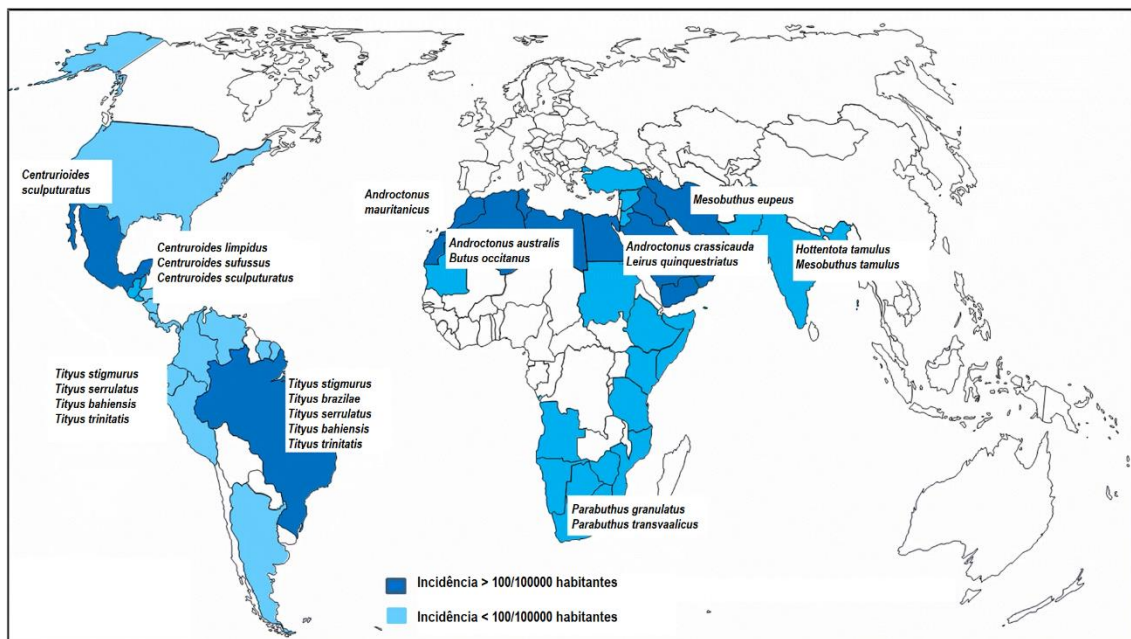 Centrurioides
sculputuratus
Centruroides limpidus
Centruroides sufussus
Centruroides sculputuratus
Tityus stigmurus
Tityus serrulatus
Tityus bahiensis
Tityus trinitatis
Tityus stigmurus
Tityus brazilae
Tityus serrulatus
Tityus bahiensis
Tityus trinitatis
Androctonus
mauritanicus
Androctonus australis
Butus occitanus
Mesobuthus eupeus
Androctonus crassicauda
Leirus quinquestriatus
Hottentota tamulus
Mesobuthus tamulus
Parabuthus granulatus
Parabuthus transvaalicus
Incidência > 100/100000 habitantes
Incidência < 100/100000 habitantes